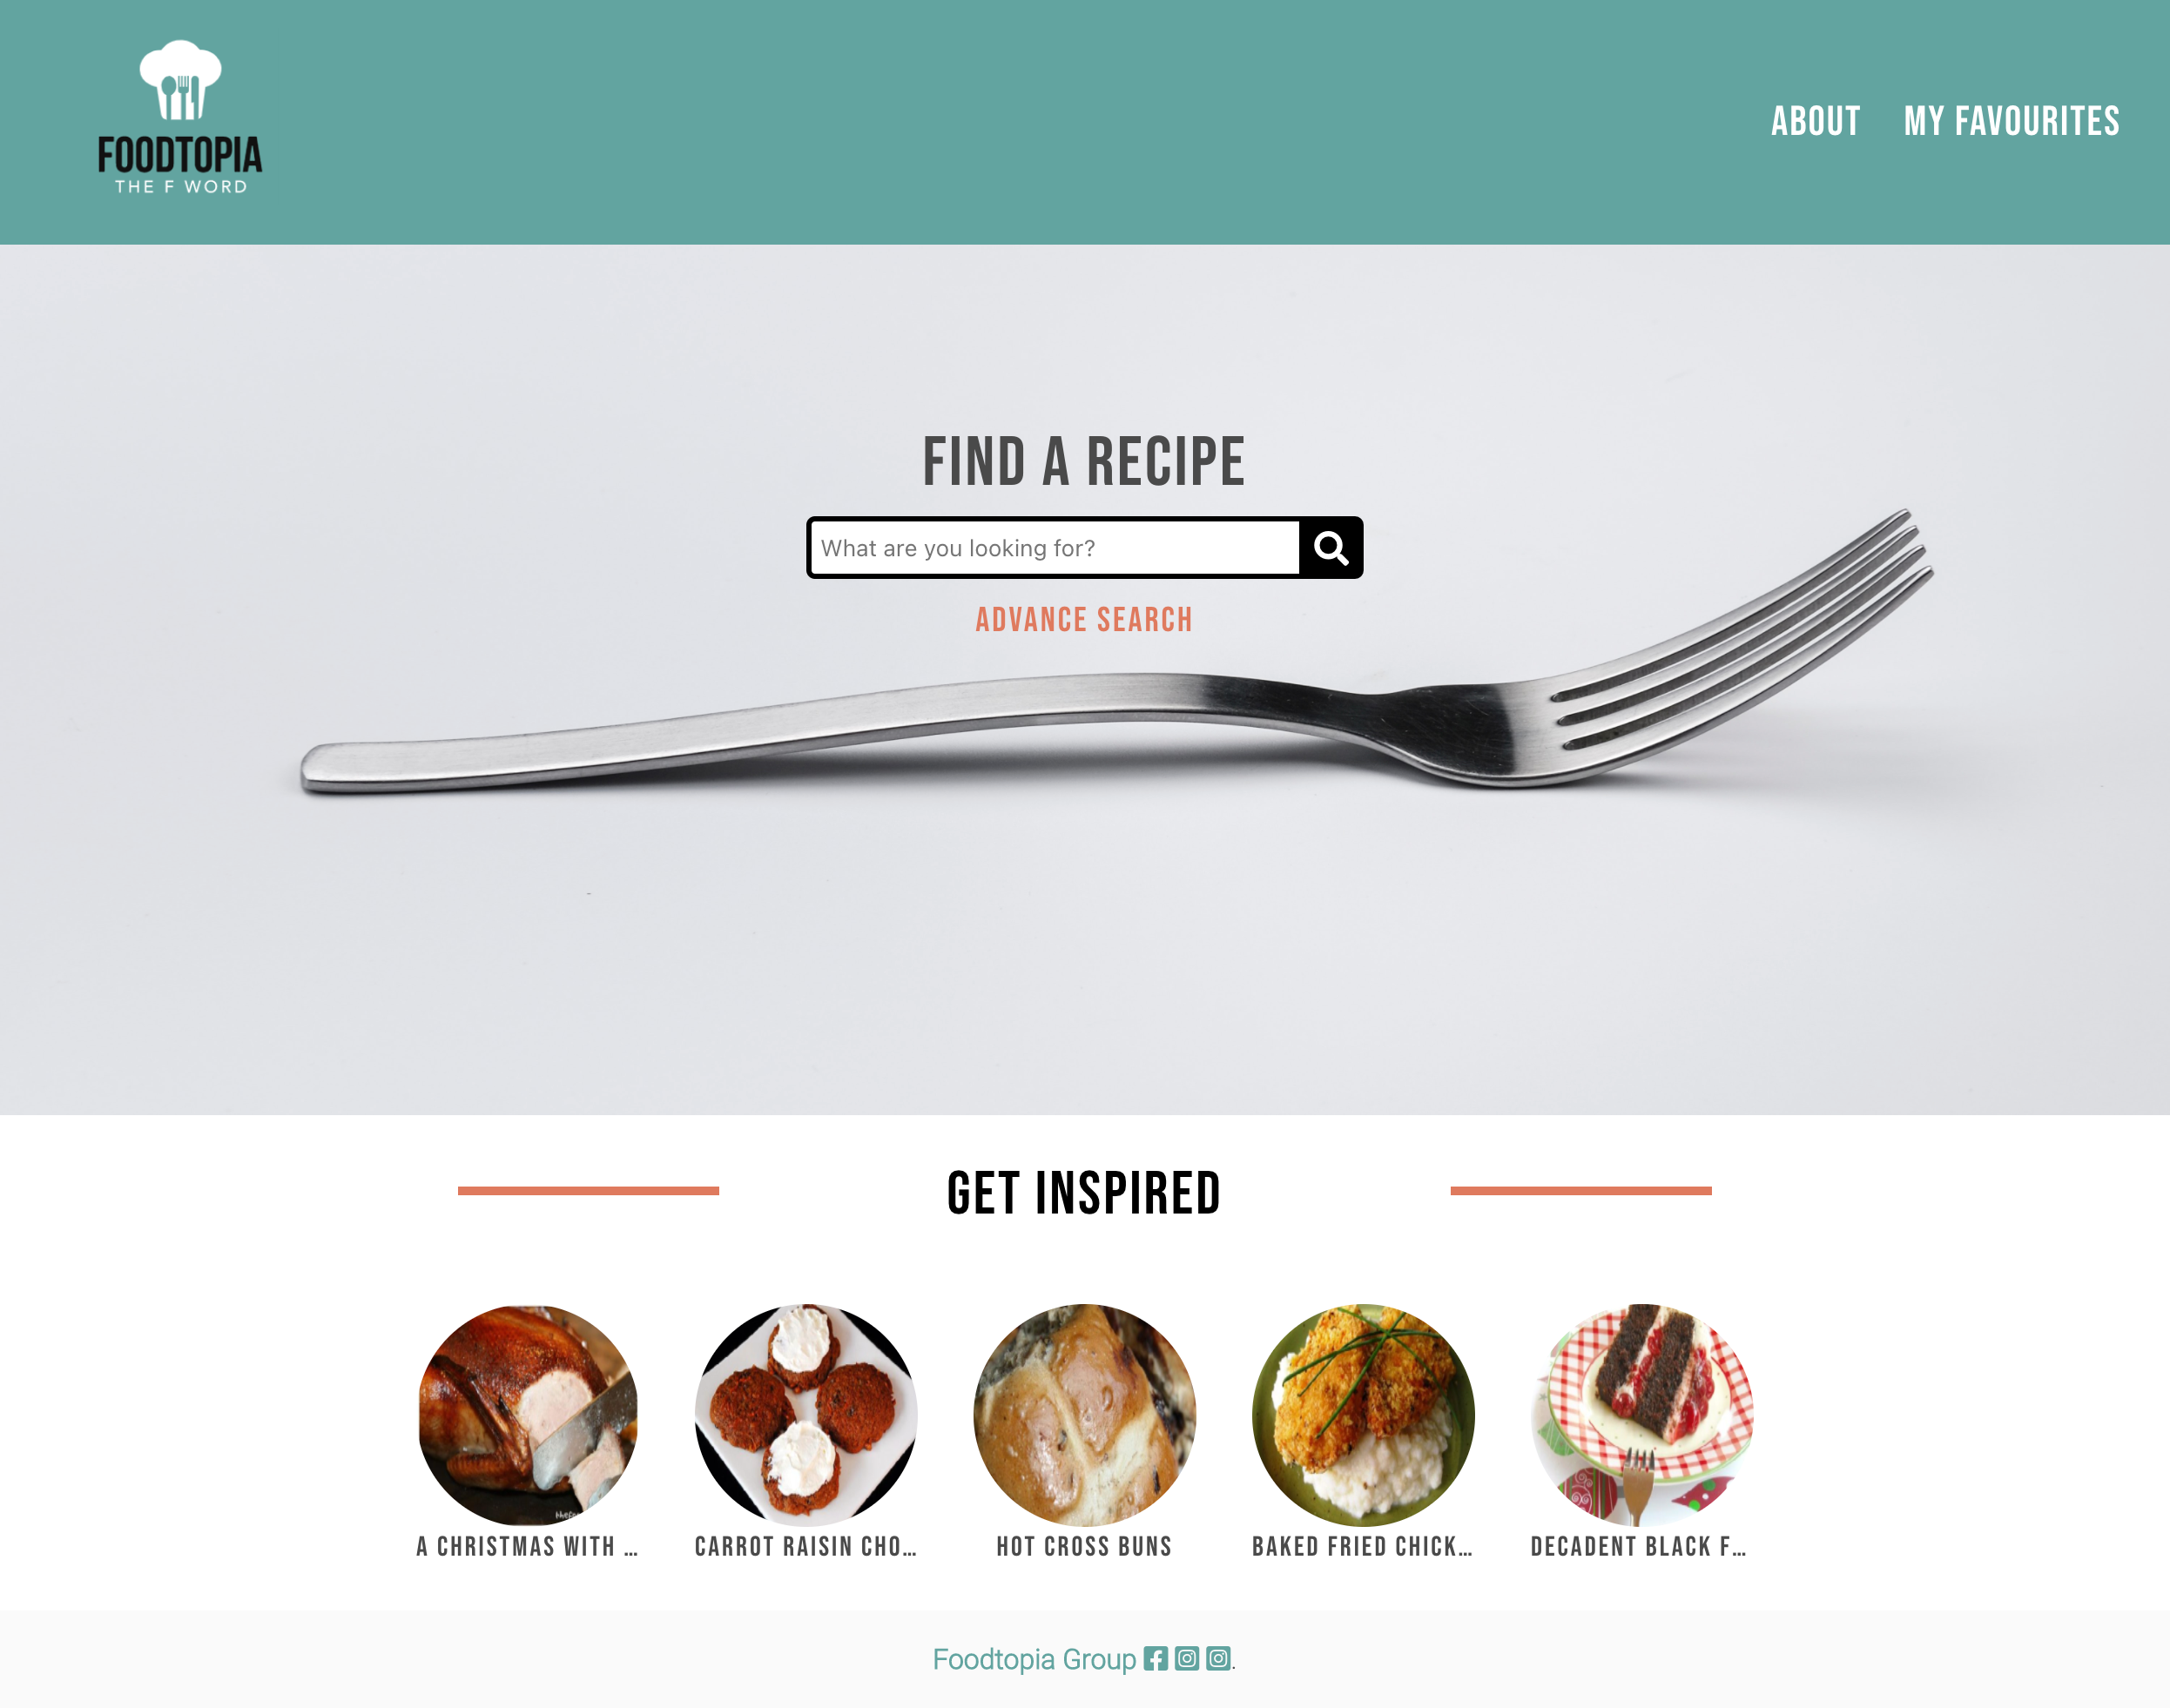 FOODTOPIA
THE F WORD
ABOUT
MY FAVOURITES
FIND A RECIPE
What are you looking for?
ADVANCE SEARCH
GET INSPIRED
A CHRISTMAS WITH …
CARROT RAISIN CHO…
HOT CROSS BUNS
BAKED FRIED CHICK…
DECADENT BLACK F…
Foodtopia Group .